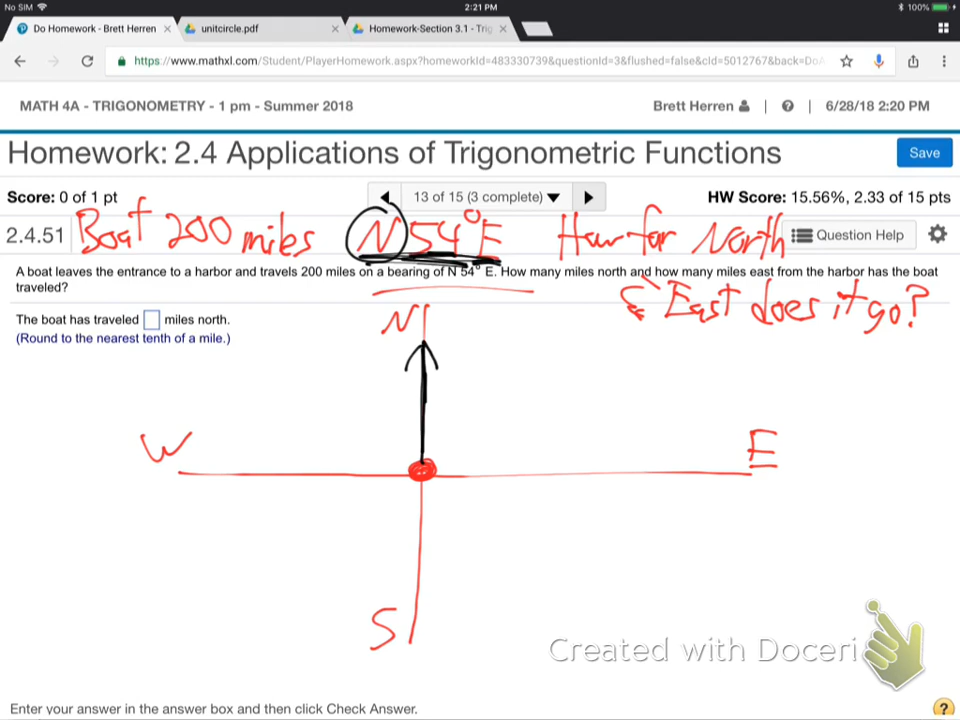 No SIM 2:21 PM 100%
Do Homework - Brett Herren unitcircle.pdf Homework-Section 3.1 - Trig
https://www.mathxl.com/Student/PlayerHomework.aspx?homeworkId=483330739&questionId=3&flushed=false&cId=5012767&back=DoA
MATH 4A - TRIGONOMETRY - 1 pm - Summer 2018 Brett Herren | ? | 6/28/18 2:20 PM
Homework: 2.4 Applications of Trigonometric Functions Save
Score: 0 of 1 pt 13 of 15 (3 complete) HW Score: 15.56%, 2.33 of 15 pts
2.4.51 Boat 200 miles N 54° E How far North Question Help
A boat leaves the entrance to a harbor and travels 200 miles on a bearing of N 54° E. How many miles north and how many miles east from the harbor has the boat
traveled?
& East does it go?
The boat has traveled miles north.
(Round to the nearest tenth of a mile.)
N
W E
S
Created with Doceri
Enter your answer in the answer box and then click Check Answer. ?